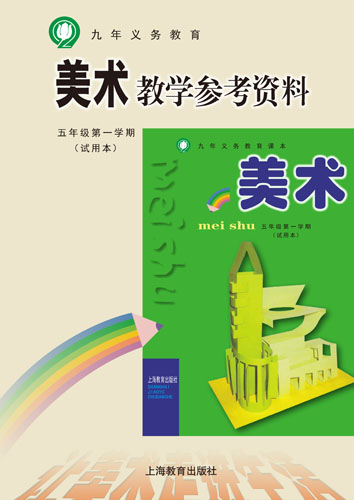 九年义务教育
美术教学参考资料
五年级第一学期
（试用本）
九年义务教育课本
美术
mei shu 五年级第一学期
（试用本）
meishu
上海教育出版社
上海教育出版社